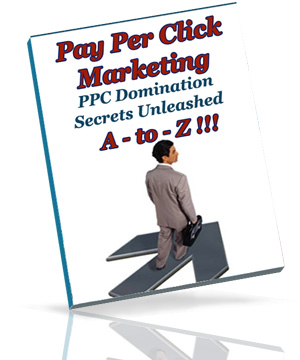 Pay Per Click
Marketing
PPC Domination
Secrets Unleashed
A - to - Z !!!